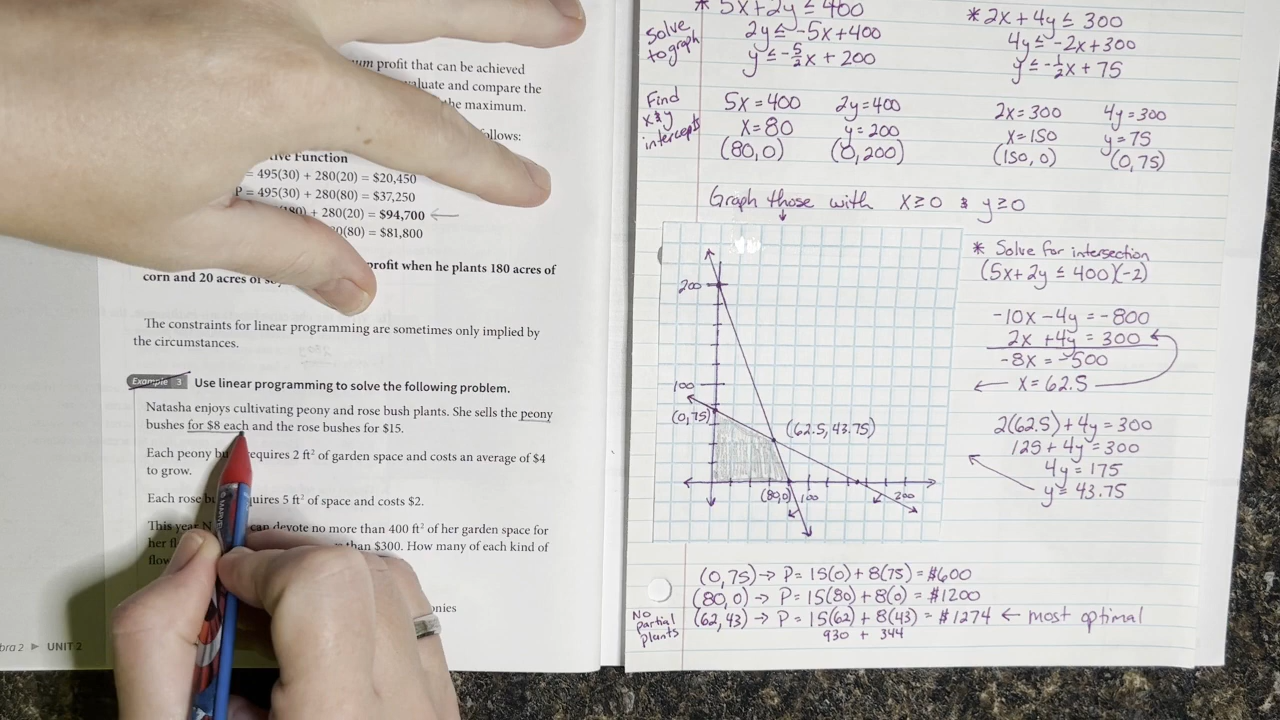 um profit that can be achieved
aluate and compare the
the maximum.
ollows:
tive Function
= 495(30) + 280(20) = $20,450
P = 495(30) + 280(80) = $37,250
180) + 280(20) = $94,700
0(80) = $81,800
profit when he plants 180 acres of
corn and 20 acres of
The constraints for linear programming are sometimes only implied by
the circumstances.
Example 3 Use linear programming to solve the following problem.
Natasha enjoys cultivating peony and rose bush plants. She sells the peony
bushes for $8 each and the rose bushes for $15.
Each peony equires 2 ft² of garden space and costs an average of $4
to grow.
Each rose quires 5 ft² of space and costs $2.
This year can devote no more than 400 ft² of her garden space for
her than $300. How many of each kind of
onies
bra 2 ▶ UNIT 2
* 5x+2y ≤ 400
Solve to graph
2y ≤ -5x+400
y ≤ -5/2x + 200
* 2x + 4y ≤ 300
4y ≤ -2x+300
y ≤ -1/2x + 75
Find x & y intercepts
5x = 400 2y = 400
x = 80 y = 200
(80,0) (0,200)
2x = 300 4y = 300
x = 150 y = 75
(150,0) (0,75)
Graph those with x ≥ 0 & y ≥ 0
200
100
(0,75)
(62.5, 43.75)
(80,0) 100 200
* Solve for intersection
(5x + 2y ≤ 400)(-2)
-10x - 4y = -800
2x + 4y = 300
-8x = -500
x = 62.5
2(62.5) + 4y = 300
125 + 4y = 300
4y = 175
y = 43.75
(0,75) → P = 15(0) + 8(75) = $600
(80,0) → P = 15(80) + 8(0) = $1200
No partial plants
(62,43) → P = 15(62) + 8(43) = $1274 ← most optimal
930 + 344